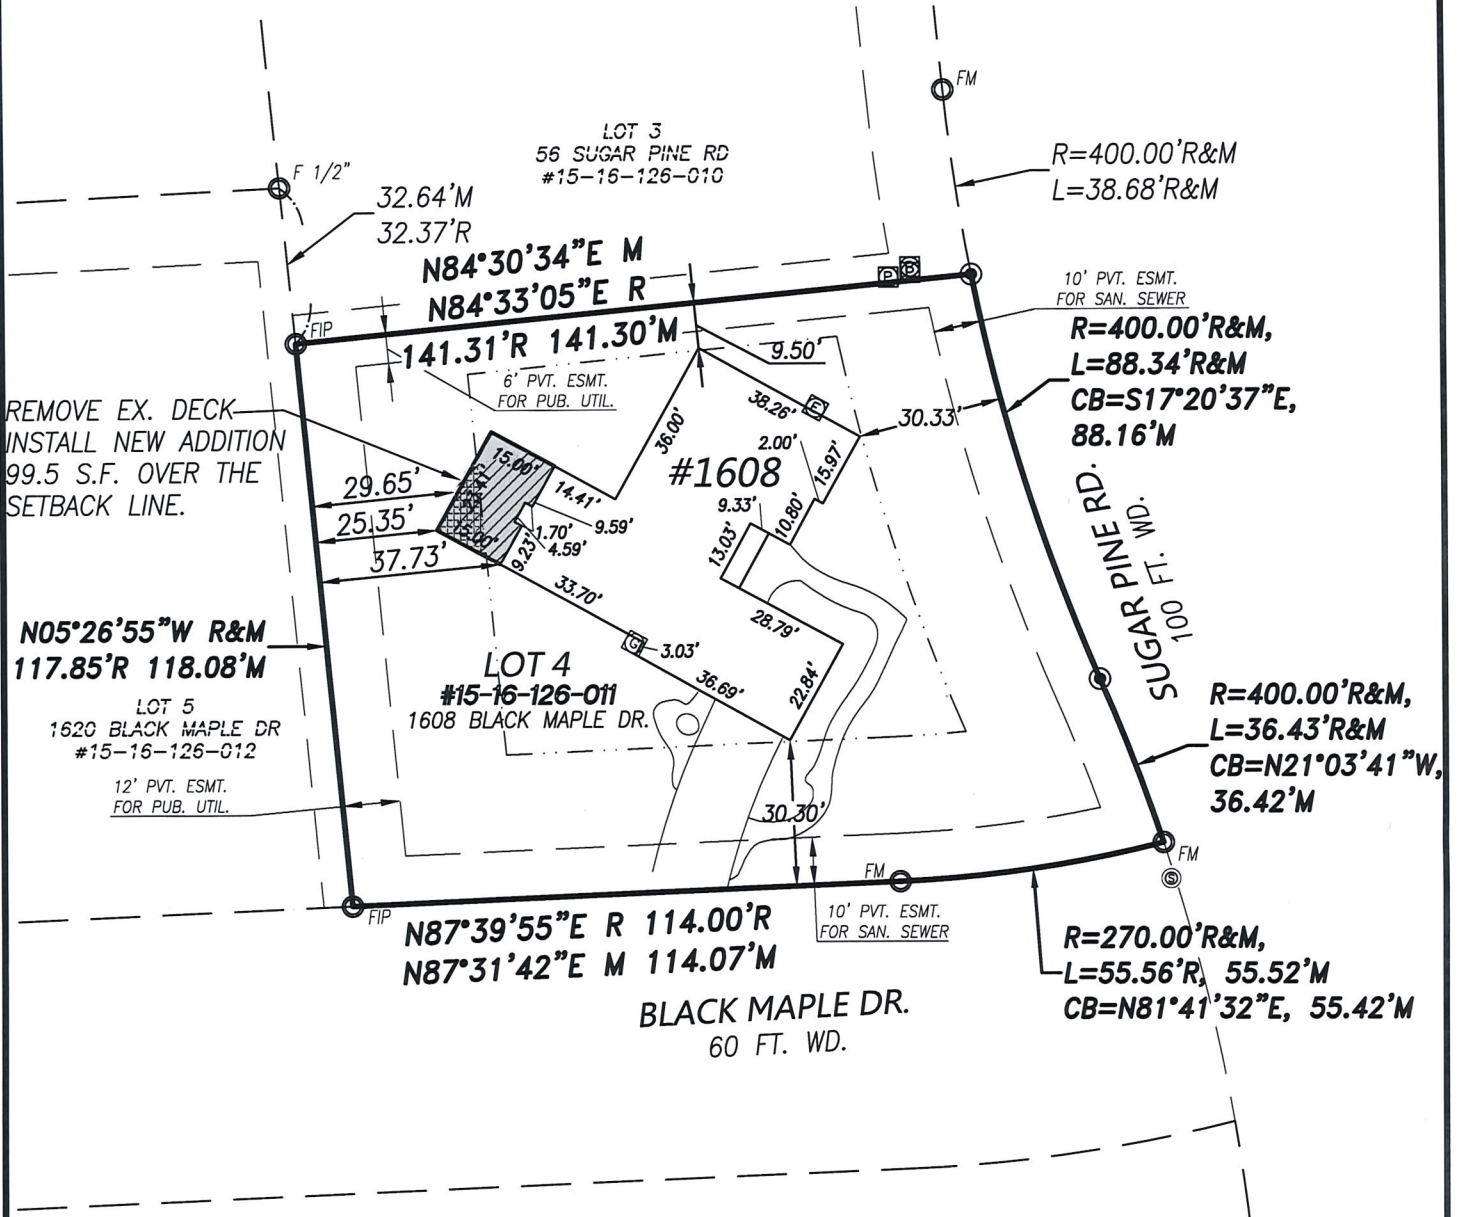 FM
LOT 3
56 SUGAR PINE RD
#15-16-126-010
R=400.00'R&M
L=38.68'R&M
F 1/2"
32.64'M
32.37'R
N84°30'34"E M
N84°33'05"E R
141.31'R 141.30'M
P
B
10' PVT. ESMT.
FOR SAN. SEWER
R=400.00'R&M,
L=88.34'R&M
CB=S17°20'37"E,
88.16'M
FIP
9.50'
6' PVT. ESMT.
FOR PUB. UTIL.
REMOVE EX. DECK
INSTALL NEW ADDITION
99.5 S.F. OVER THE
SETBACK LINE.
38.26'
E
30.33'
36.00'
2.00'
15.97'
#1608
15.00'
14.41'
29.65'
9.33'
10.80'
9.59'
25.35'
15.00'
1.70'
4.59'
9.23'
13.03'
37.73'
33.70'
28.79'
SUGAR PINE RD.
100 FT. WD.
N05°26'55"W R&M
117.85'R 118.08'M
G
3.03'
LOT 4
#15-16-126-011
1608 BLACK MAPLE DR.
36.69'
22.84'
LOT 5
1620 BLACK MAPLE DR
#15-16-126-012
R=400.00'R&M,
L=36.43'R&M
CB=N21°03'41"W,
36.42'M
12' PVT. ESMT.
FOR PUB. UTIL.
30.30'
FM
FM
S
FIP
N87°39'55"E R 114.00'R
N87°31'42"E M 114.07'M
10' PVT. ESMT.
FOR SAN. SEWER
R=270.00'R&M,
L=55.56'R, 55.52'M
CB=N81°41'32"E, 55.42'M
BLACK MAPLE DR.
60 FT. WD.